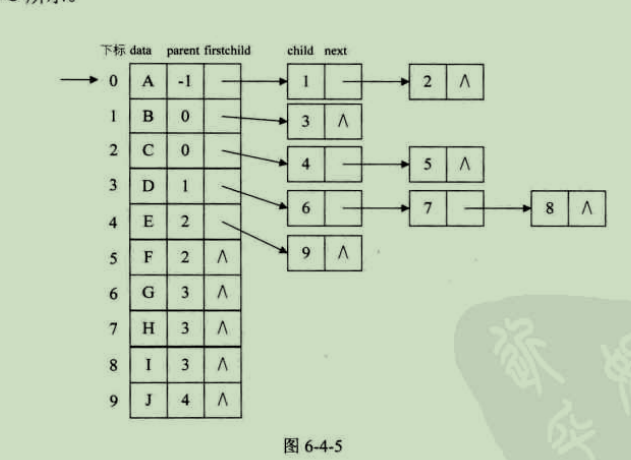 下标 data parent firstchild child next
0 A -1 1 2 ∧
1 B 0 3 ∧
2 C 0 4 5 ∧
3 D 1 6 7 8 ∧
4 E 2 9 ∧
5 F 2 ∧
6 G 3 ∧
7 H 3 ∧
8 I 3 ∧
9 J 4 ∧
图 6-4-5